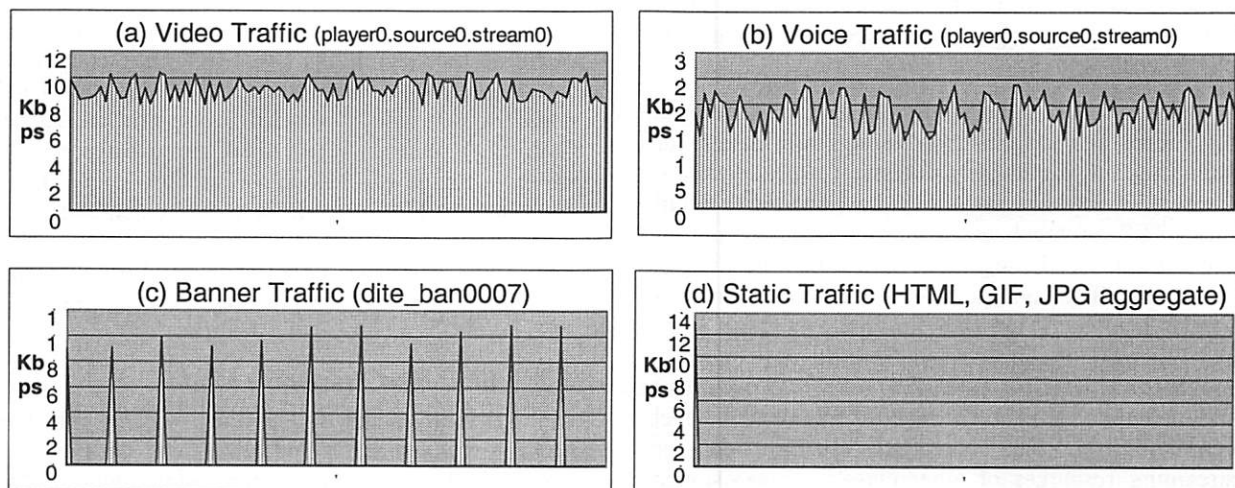 (a) Video Traffic (player0.source0.stream0)
12
10
8
6
4
2
0
Kb
ps
(b) Voice Traffic (player0.source0.stream0)
3
2
2
1
1
5
0
Kb
ps
(c) Banner Traffic (dite_ban0007)
1
1
8
6
4
2
0
Kb
ps
(d) Static Traffic (HTML, GIF, JPG aggregate)
14
12
10
8
6
4
2
0
Kb
ps